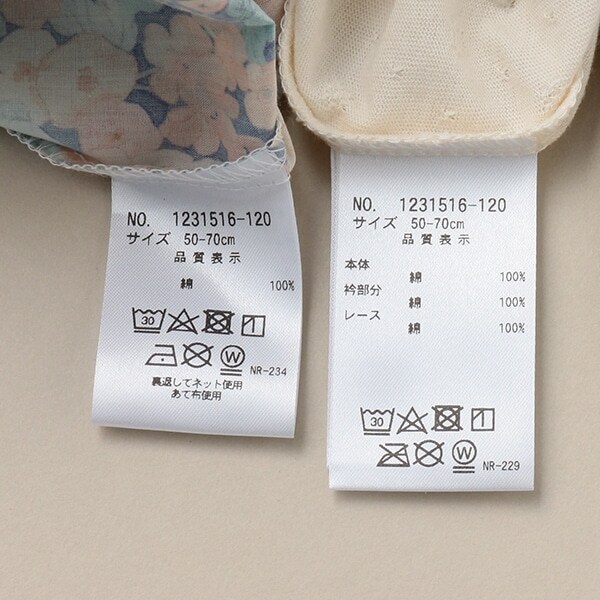 NO. 1231516-120
サイズ 50-70cm
品質表示
綿 100%
30
W
NR-234
裏返してネット使用
あて布使用
NO. 1231516-120
サイズ 50-70cm
品質表示
本体
綿 100%
衿部分
綿 100%
レース
綿 100%
30
W
NR-229